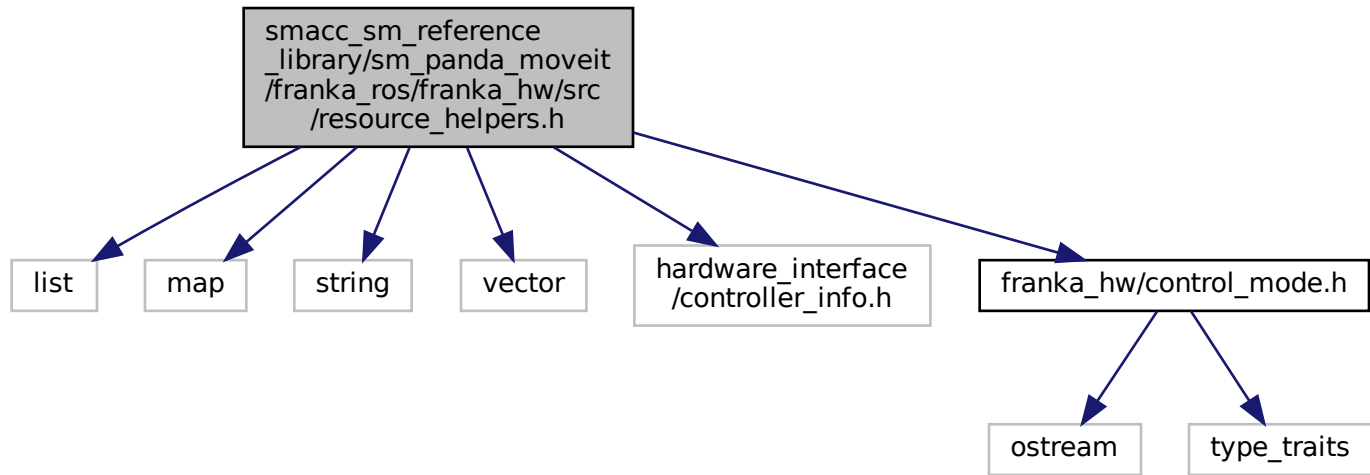 smacc_sm_reference
_library/sm_panda_moveit
/franka_ros/franka_hw/src
/resource_helpers.h
list
map
string
vector
hardware_interface
/controller_info.h
franka_hw/control_mode.h
ostream
type_traits